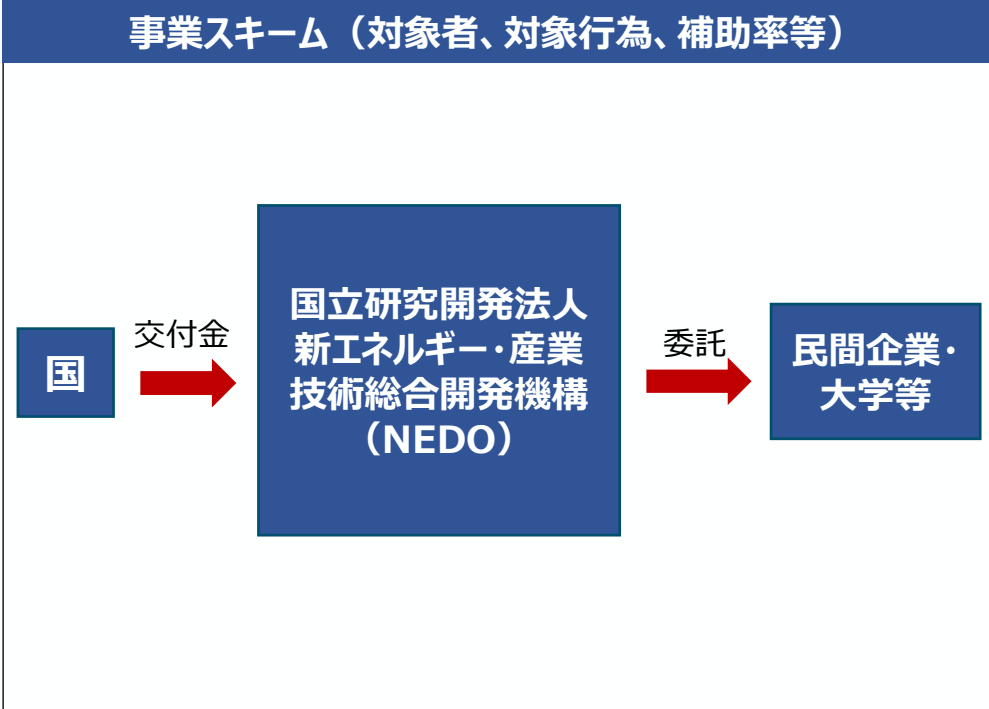 事業スキーム（対象者、対象行為、補助率等）
国
交付金
国立研究開発法人
新エネルギー・産業
技術総合開発機構
（NEDO）
委託
民間企業・
大学等